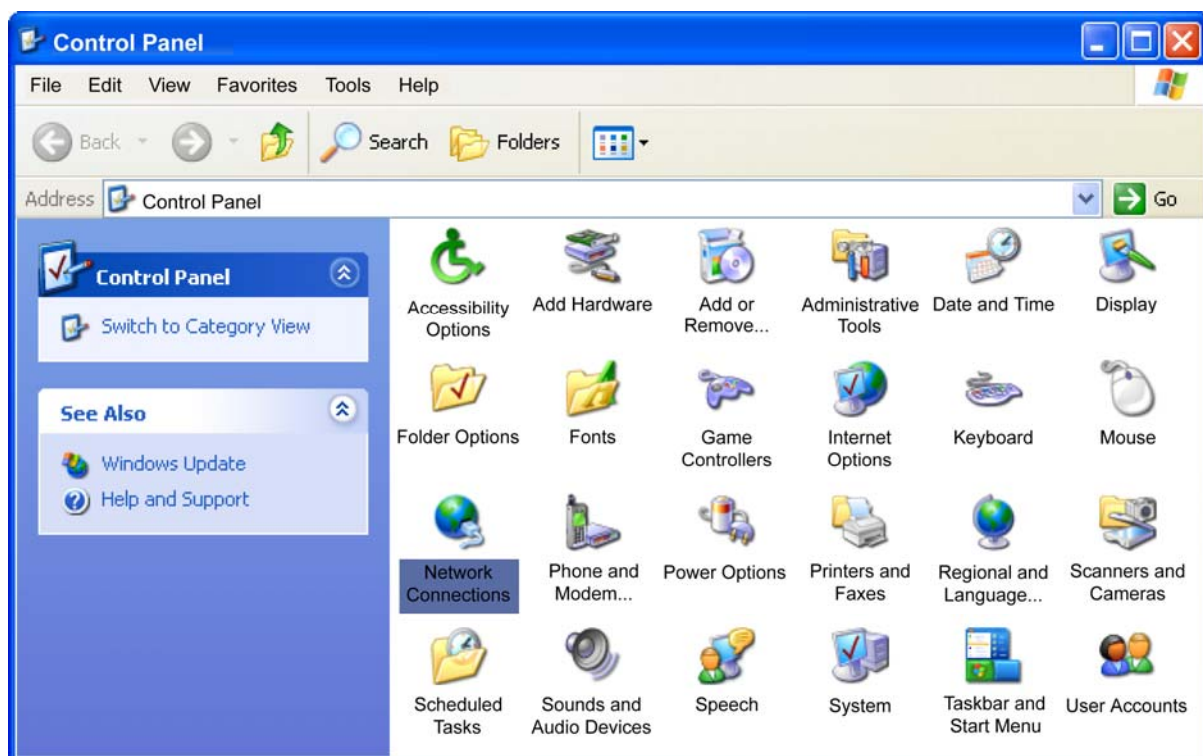 Control Panel
File Edit View Favorites Tools Help
Back Search Folders
Address Control Panel Go
Control Panel
Switch to Category View
See Also
Windows Update
Help and Support
Accessibility
Options
Add Hardware
Add or
Remove...
Administrative
Tools
Date and Time
Display
Folder Options
Fonts
Game
Controllers
Internet
Options
Keyboard
Mouse
Network
Connections
Phone and
Modem...
Power Options
Printers and
Faxes
Regional and
Language...
Scanners and
Cameras
Scheduled
Tasks
Sounds and
Audio Devices
Speech
System
Taskbar and
Start Menu
User Accounts